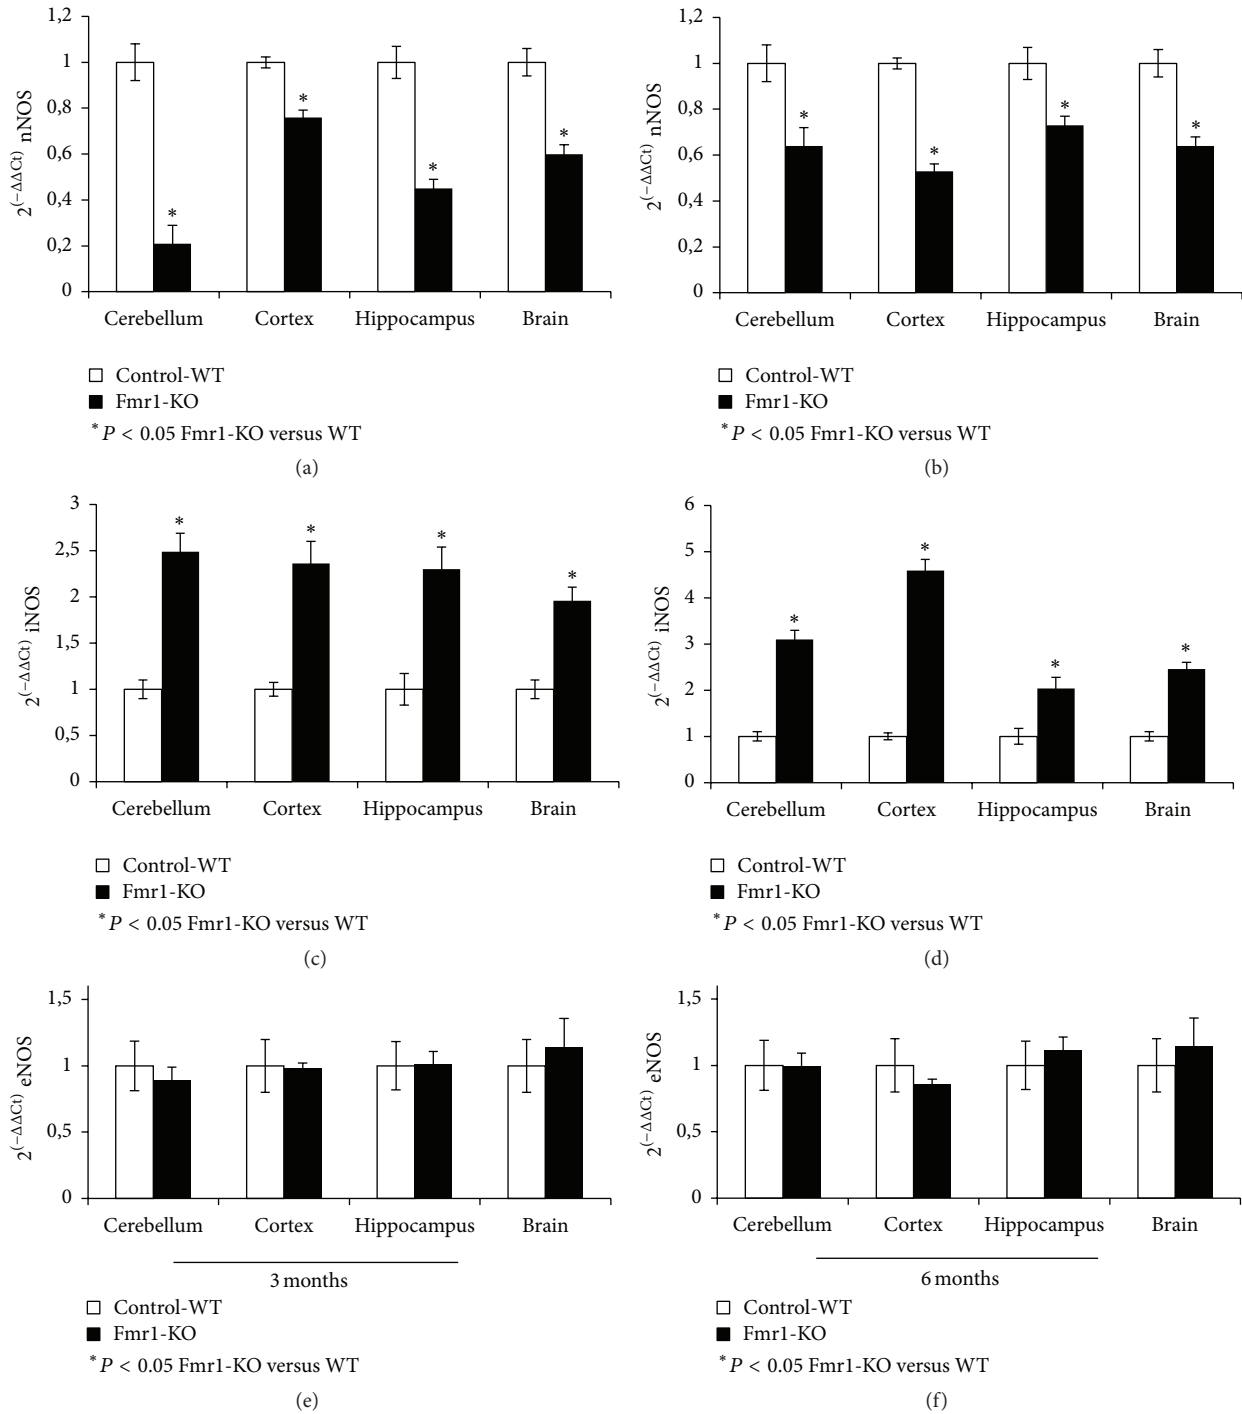 1,2
1
0,8
0,6
0,4
0,2
0
2^(−ΔΔCt) nNOS
* * * *
Cerebellum Cortex Hippocampus Brain
Control-WT
Fmr1-KO
* P < 0.05 Fmr1-KO versus WT
(a)
1,2
1
0,8
0,6
0,4
0,2
0
2^(−ΔΔCt) nNOS
* * * *
Cerebellum Cortex Hippocampus Brain
Control-WT
Fmr1-KO
* P < 0.05 Fmr1-KO versus WT
(b)
3
2,5
2
1,5
1
0,5
0
2^(−ΔΔCt) iNOS
* * * *
Cerebellum Cortex Hippocampus Brain
Control-WT
Fmr1-KO
* P < 0.05 Fmr1-KO versus WT
(c)
6
5
4
3
2
1
0
2^(−ΔΔCt) iNOS
* * * *
Cerebellum Cortex Hippocampus Brain
Control-WT
Fmr1-KO
* P < 0.05 Fmr1-KO versus WT
(d)
1,5
1
0,5
0
2^(−ΔΔCt) eNOS
Cerebellum Cortex Hippocampus Brain
3 months
Control-WT
Fmr1-KO
* P < 0.05 Fmr1-KO versus WT
(e)
1,5
1
0,5
0
2^(−ΔΔCt) eNOS
Cerebellum Cortex Hippocampus Brain
6 months
Control-WT
Fmr1-KO
* P < 0.05 Fmr1-KO versus WT
(f)